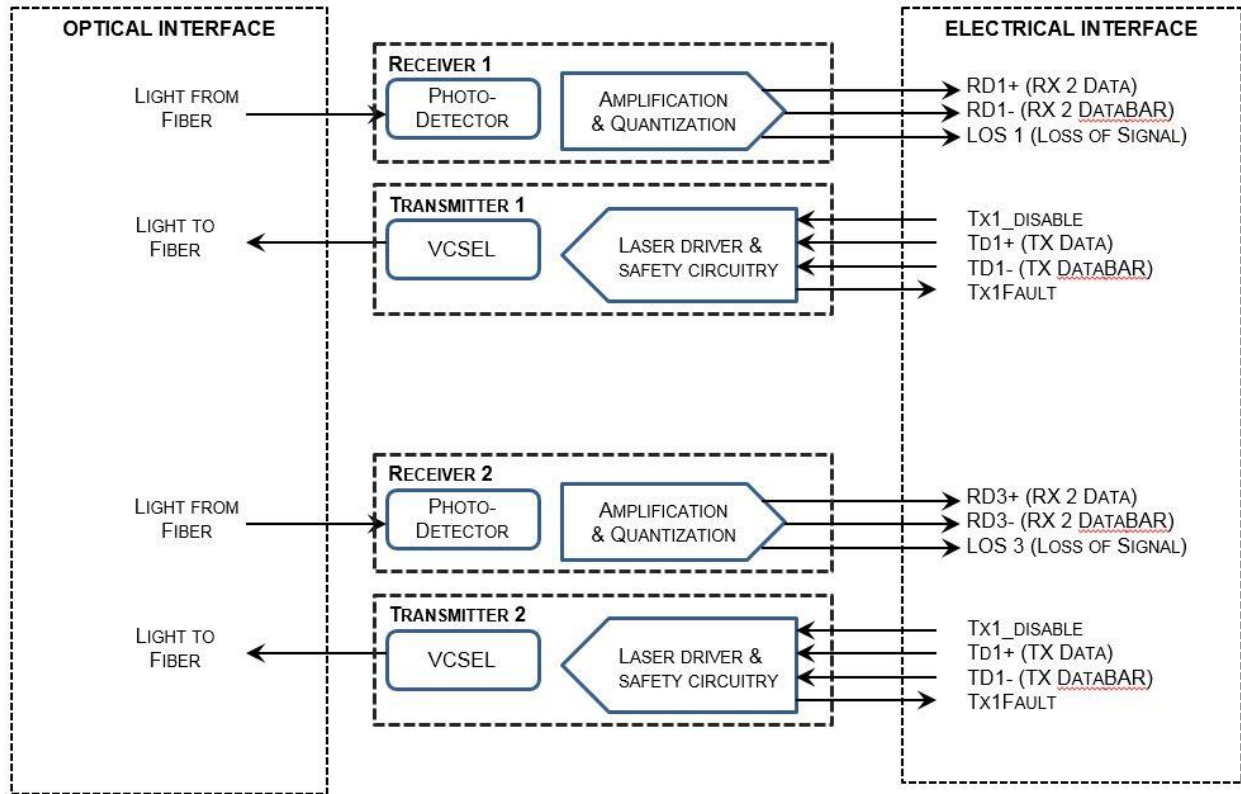 OPTICAL INTERFACE
ELECTRICAL INTERFACE
RECEIVER 1
LIGHT FROM
FIBER
PHOTO-
DETECTOR
AMPLIFICATION
& QUANTIZATION
RD1+ (RX 2 DATA)
RD1- (RX 2 DATABAR)
LOS 1 (LOSS OF SIGNAL)
TRANSMITTER 1
LIGHT TO
FIBER
VCSEL
LASER DRIVER &
SAFETY CIRCUITRY
TX1_DISABLE
TD1+ (TX DATA)
TD1- (TX DATABAR)
TX1FAULT
RECEIVER 2
LIGHT FROM
FIBER
PHOTO-
DETECTOR
AMPLIFICATION
& QUANTIZATION
RD3+ (RX 2 DATA)
RD3- (RX 2 DATABAR)
LOS 3 (LOSS OF SIGNAL)
TRANSMITTER 2
LIGHT TO
FIBER
VCSEL
LASER DRIVER &
SAFETY CIRCUITRY
TX1_DISABLE
TD1+ (TX DATA)
TD1- (TX DATABAR)
TX1FAULT